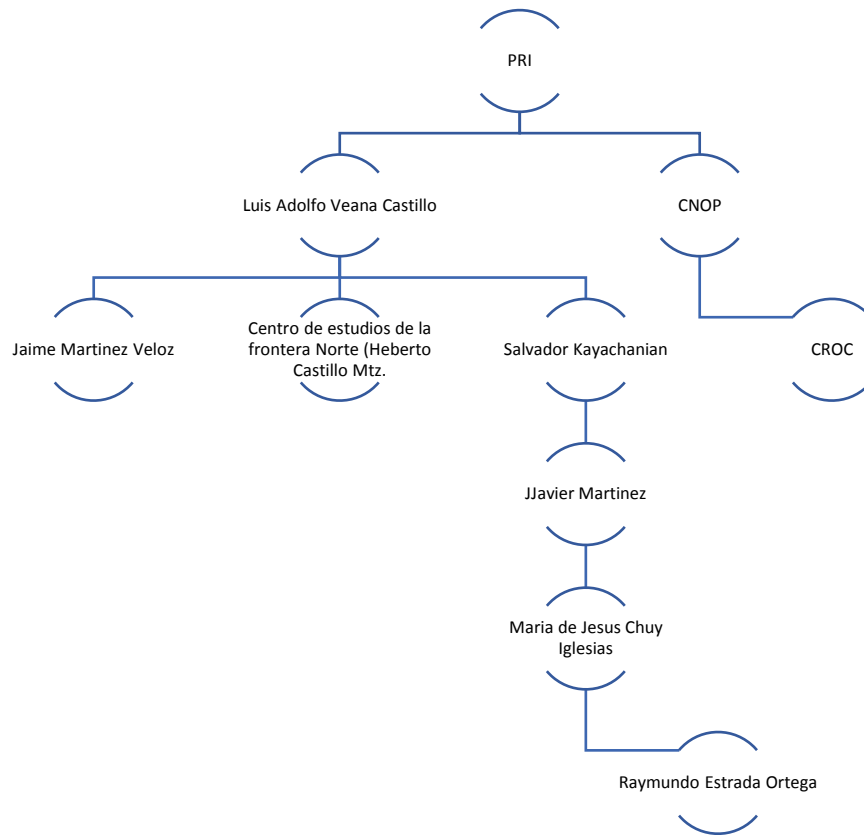 PRI
Luis Adolfo Veana Castillo
CNOP
Jaime Martinez Veloz
Centro de estudios de la
frontera Norte (Heberto
Castillo Mtz.
Salvador Kayachanian
CROC
JJavier Martinez
Maria de Jesus Chuy
Iglesias
Raymundo Estrada Ortega